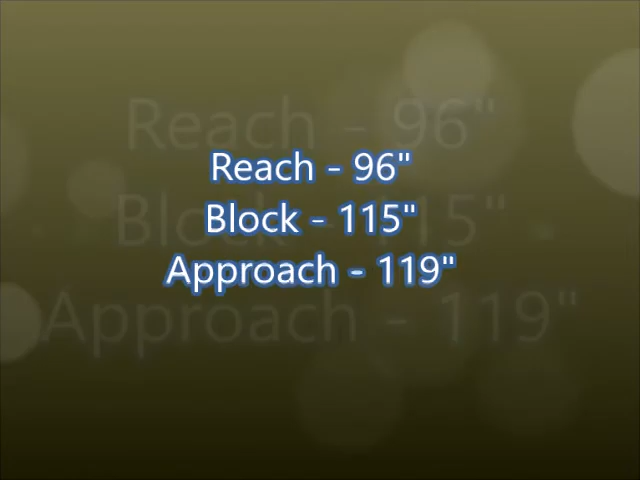 Reach - 96"
Block - 115"
Approach - 119"